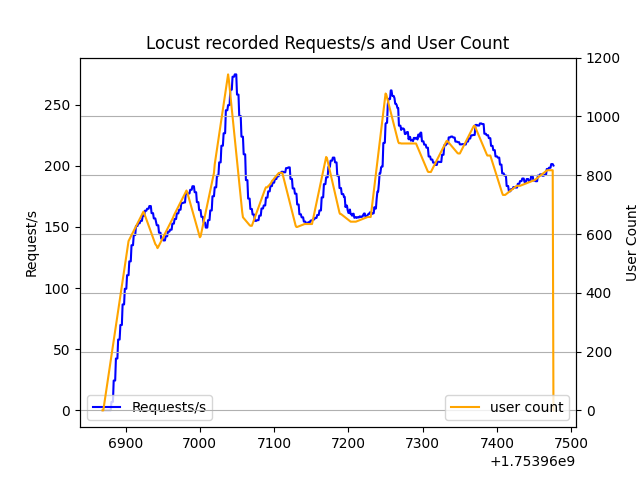 Locust recorded Requests/s and User Count
Request/s
250
200
150
100
50
0
1200
1000
800
600
400
200
0
User Count
Requests/s
user count
6900 7000 7100 7200 7300 7400 7500
+1.75396e9